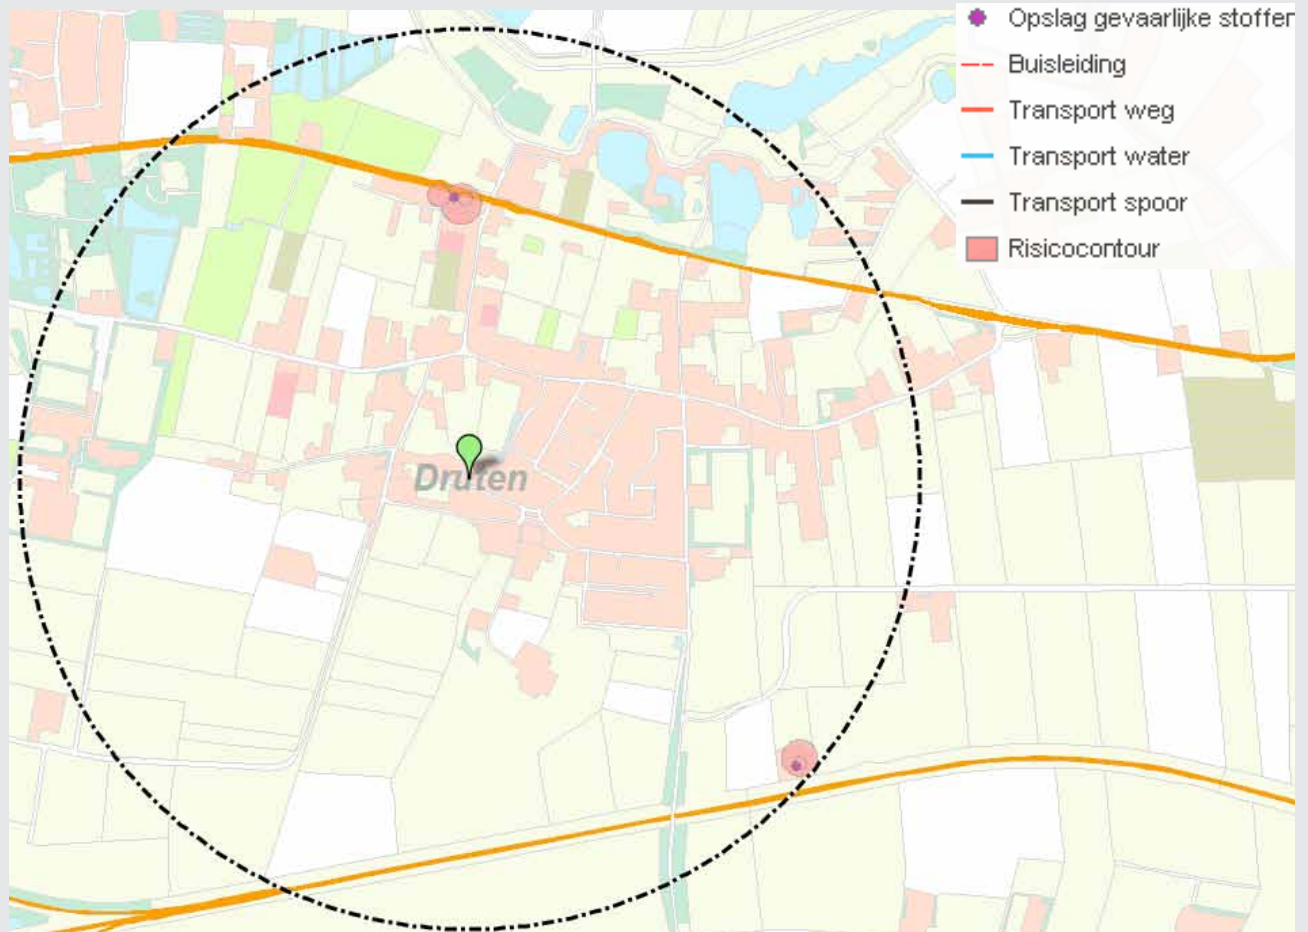 Opslag gevaarlijke stoffen
Buisleiding
Transport weg
Transport water
Transport spoor
Risicocontour
Druten